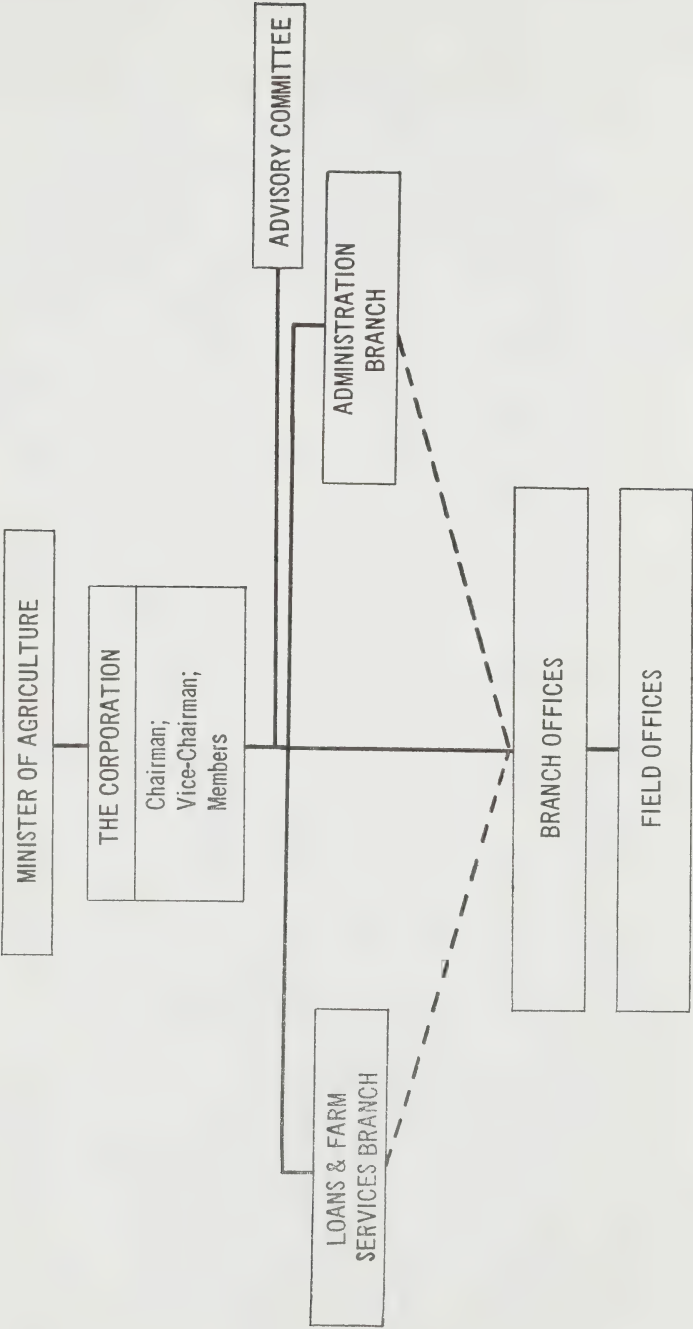 MINISTER OF AGRICULTURE
THE CORPORATION
Chairman;
Vice-Chairman;
Members
ADVISORY COMMITTEE
LOANS & FARM
SERVICES BRANCH
ADMINISTRATION
BRANCH
BRANCH OFFICES
FIELD OFFICES